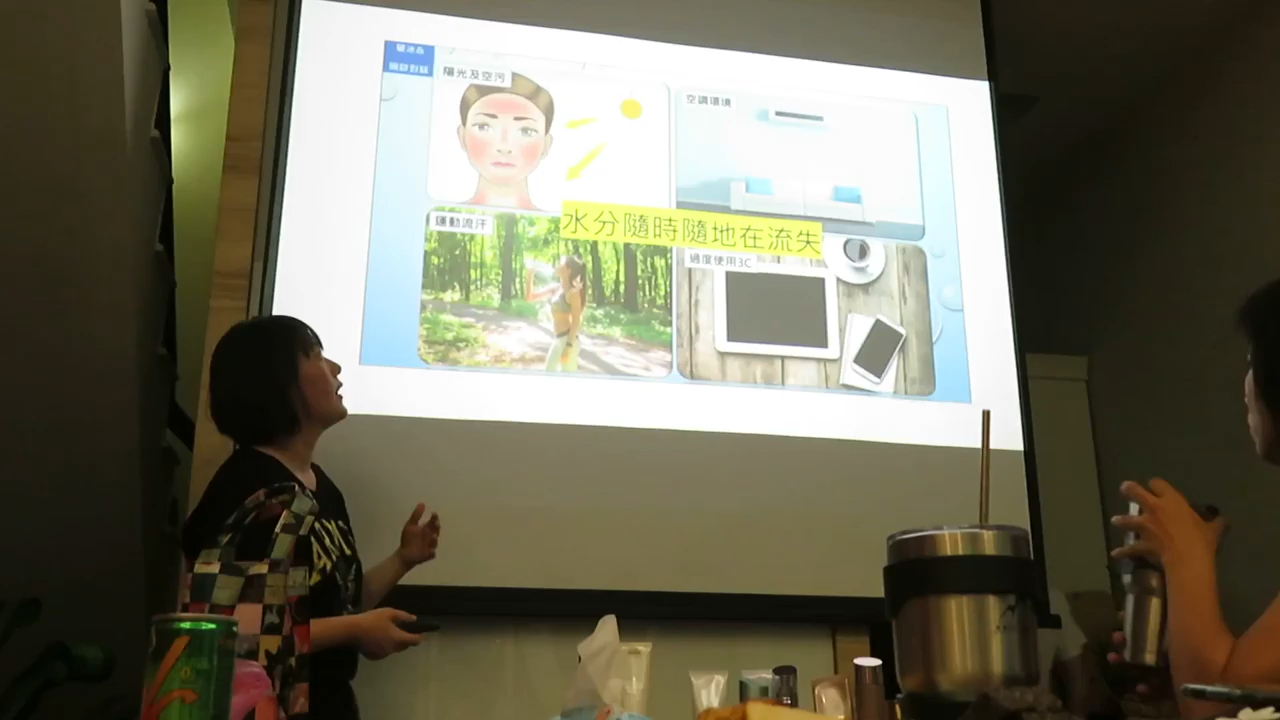 陽光及空污
空調環境
水分隨時隨地在流失
運動流汗
過度使用3C